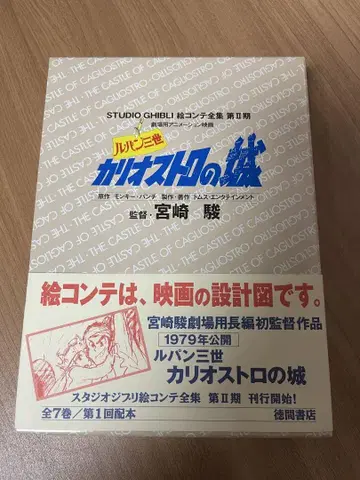 THE CASTLE OF CAGLIOSTRO
STUDIO GHIBLI 絵コンテ全集 第Ⅱ期
劇場用アニメーション映画
ルパン三世
カリオストロの城
原作 モンキー・パンチ 製作・著作 トムス・エンタテインメント
監督・宮崎 駿
絵コンテは、映画の設計図です。
宮崎駿劇場用長編初監督作品
1979年公開
ルパン三世
カリオストロの城
スタジオジブリ絵コンテ全集 第Ⅱ期 刊行開始!
全7巻/第1回配本
徳間書店